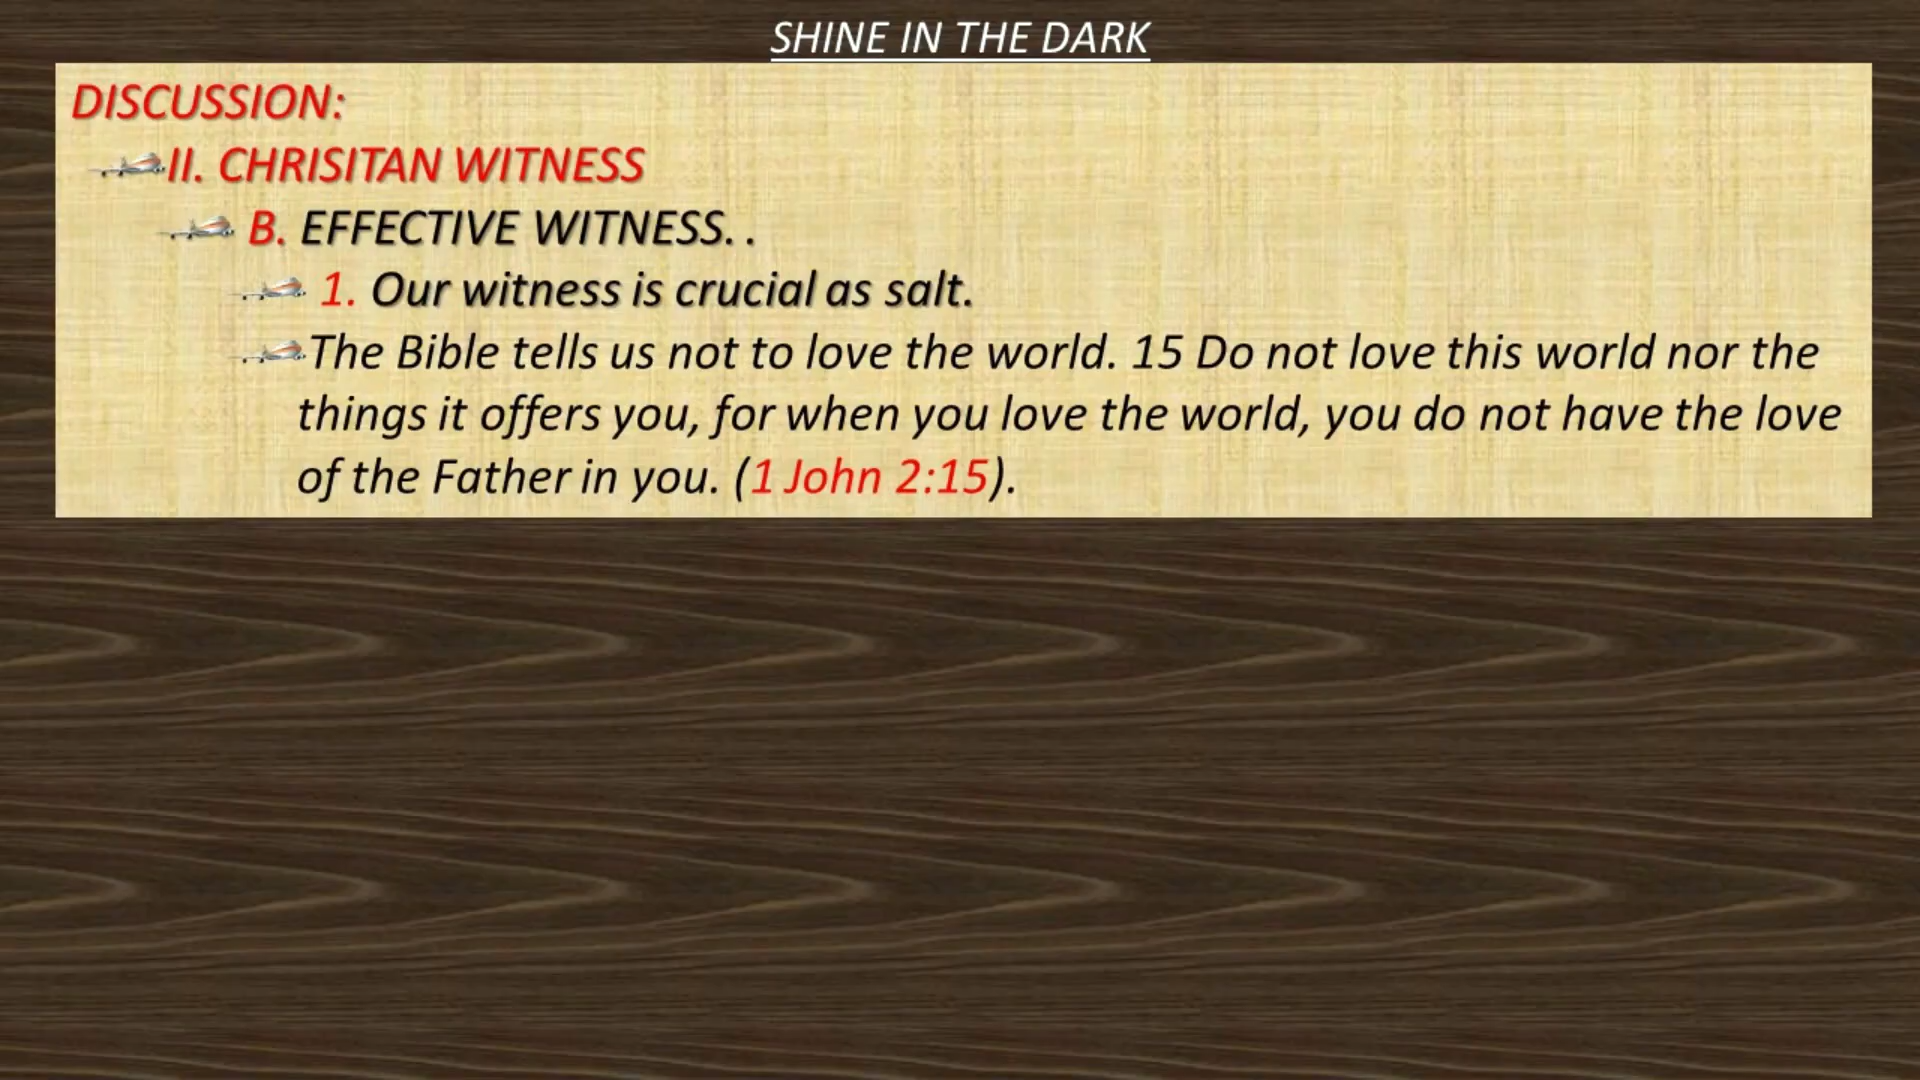 SHINE IN THE DARK
DISCUSSION:
II. CHRISITAN WITNESS
B. EFFECTIVE WITNESS. .
1. Our witness is crucial as salt.
The Bible tells us not to love the world. 15 Do not love this world nor the
things it offers you, for when you love the world, you do not have the love
of the Father in you. (1 John 2:15).